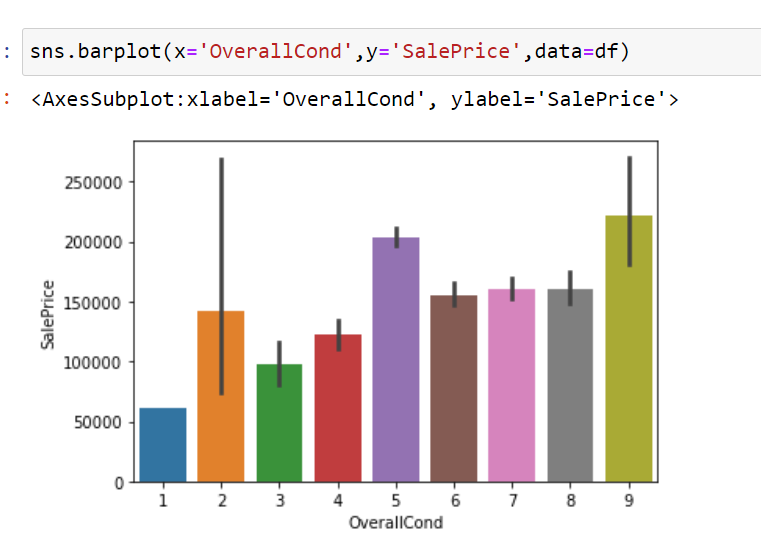 : sns.barplot(x='OverallCond',y='SalePrice',data=df)
: <AxesSubplot:xlabel='OverallCond', ylabel='SalePrice'>
250000
200000
150000
100000
50000
0
SalePrice
1 2 3 4 5 6 7 8 9
OverallCond